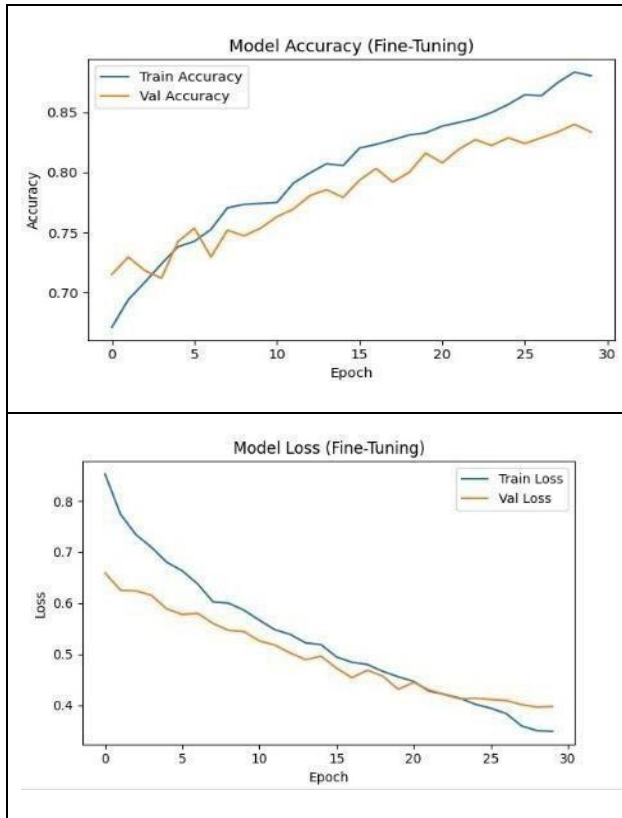 Model Accuracy (Fine-Tuning)
Train Accuracy
Val Accuracy
0.85
0.80
0.75
0.70
Accuracy
0 5 10 15 20 25 30
Epoch
Model Loss (Fine-Tuning)
Train Loss
Val Loss
0.8
0.7
0.6
0.5
0.4
Loss
0 5 10 15 20 25 30
Epoch